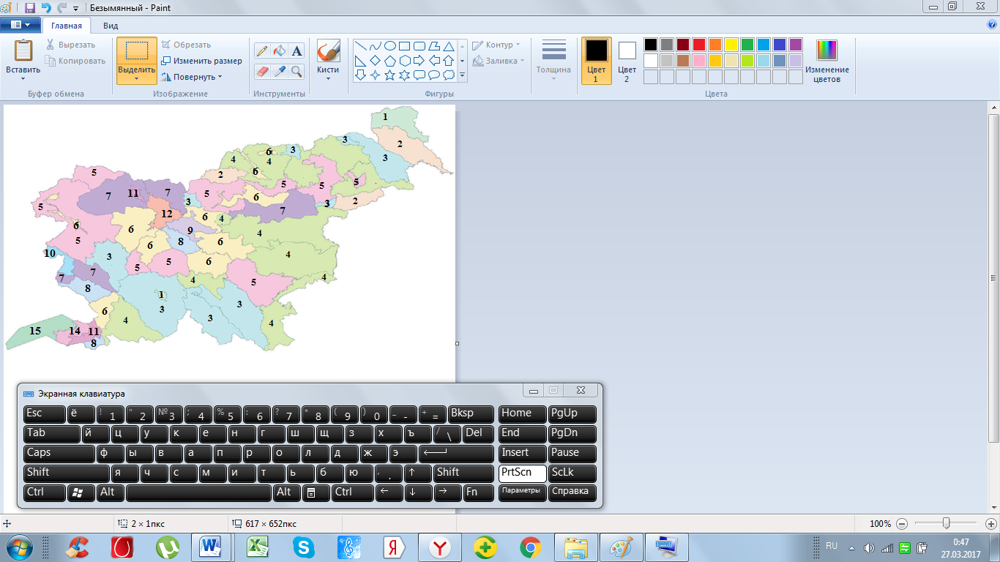 Безымянный - Paint
Главная Вид
Вставить
Вырезать
Копировать
Буфер обмена
Выделить
Обрезать
Изменить размер
Повернуть
Изображение
A
Инструменты
Кисти
Контур
Заливка
Фигуры
Толщина
Цвет 1
Цвет 2
Изменение цветов
Цвета
1
3 2
6 3
4 4 3
5 2 6
5 5 5
7 11 7 3 5 6 2
5 12 6 4 7 3
6 6 9 4
5 6 8 6
10 3 5 5 6 4
7 7 4 5 4
8 1
6 4 3 3 3 4
15 14 11
8
Экранная клавиатура
Esc ё ! 1 " 2 № 3 ; 4 % 5 : 6 ? 7 * 8 ( 9 ) 0 _ - + = Bksp Home PgUp
Tab й ц у к е н г ш щ з х ъ / \ Del End PgDn
Caps ф ы в а п р о л д ж э Insert Pause
Shift я ч с м и т ь б ю , . ↑ Shift PrtScn ScLk
Ctrl Alt Alt Ctrl ← ↓ → Fn Параметры Справка
2 × 1пкс 617 × 652пкс 100%
W X S Я Y RU 0:47
27.03.2017